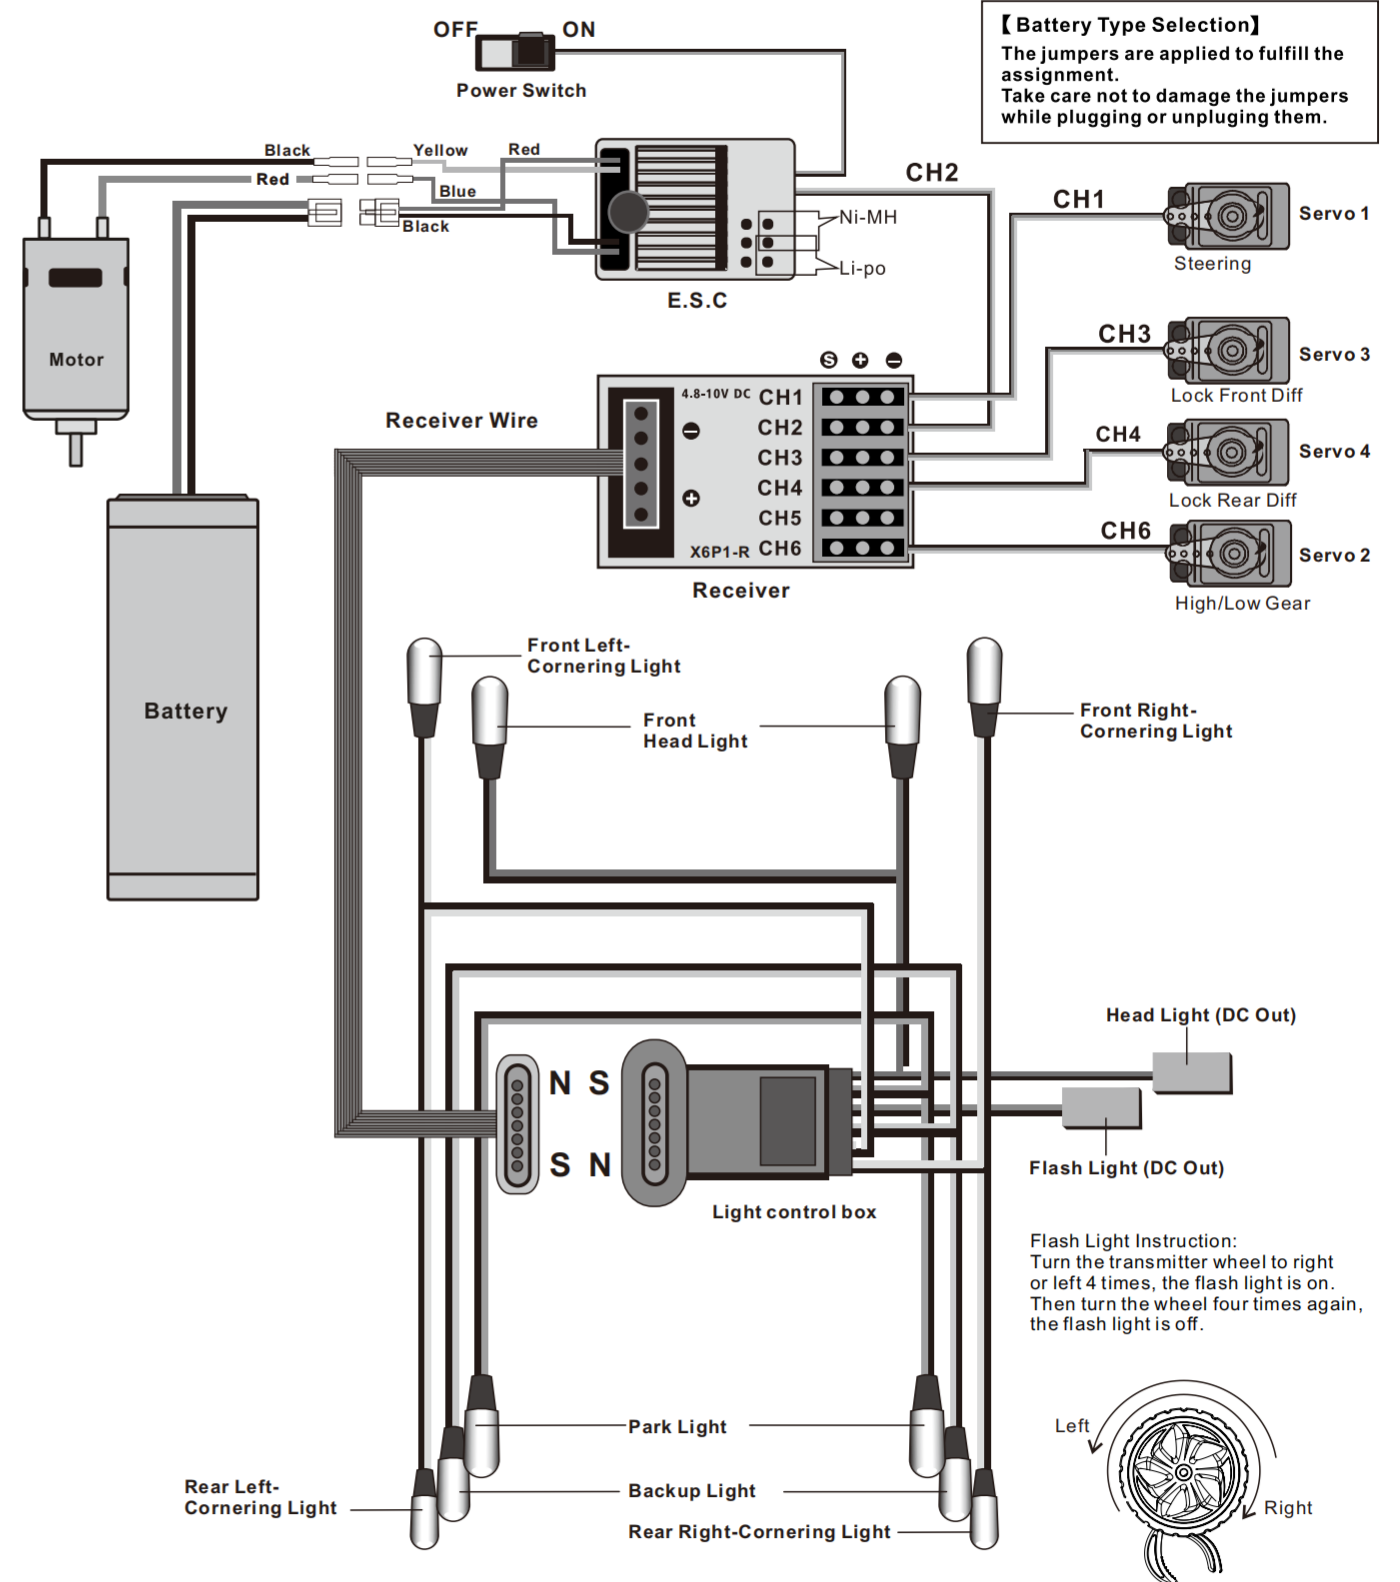 OFF ON
Power Switch
【Battery Type Selection】
The jumpers are applied to fulfill the
assignment.
Take care not to damage the jumpers
while plugging or unpluging them.
Black
Yellow
Red
Red
Blue
Black
CH2
CH1
Servo 1
Steering
Ni-MH
Li-po
E.S.C
Motor
CH3
Servo 3
Lock Front Diff
S + −
4.8-10V DC CH1
− CH2
CH3
+ CH4
CH5
X6P1-R CH6
Receiver
Receiver Wire
CH4
Servo 4
Lock Rear Diff
CH6
Servo 2
High/Low Gear
Battery
Front Left-
Cornering Light
Front
Head Light
Front Right-
Cornering Light
Head Light (DC Out)
N S
S N
Flash Light (DC Out)
Light control box
Flash Light Instruction:
Turn the transmitter wheel to right
or left 4 times, the flash light is on.
Then turn the wheel four times again,
the flash light is off.
Park Light
Left
Rear Left-
Cornering Light
Backup Light
Right
Rear Right-Cornering Light